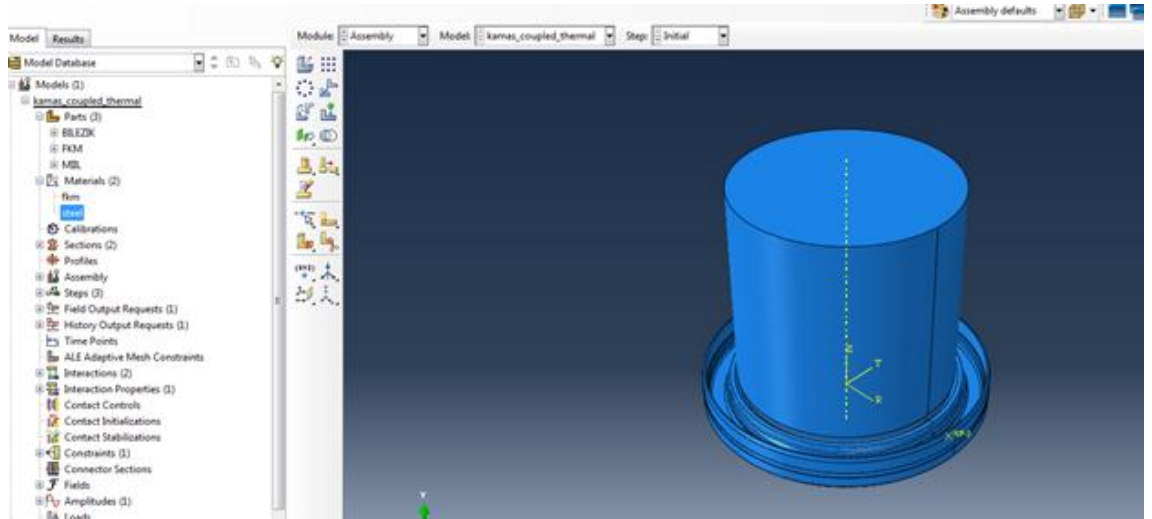 Assembly defaults
Model Results
Module: Assembly Model: kamas_coupled_thermal Step: Initial
Model Database
Models (1)
kamas_coupled_thermal
Parts (3)
BILEZIK
FKM
MIL
Materials (2)
fkm
steel
Calibrations
Sections (2)
Profiles
Assembly
Steps (3)
Field Output Requests (1)
History Output Requests (1)
Time Points
ALE Adaptive Mesh Constraints
Interactions (2)
Interaction Properties (1)
Contact Controls
Contact Initializations
Contact Stabilizations
Constraints (1)
Connector Sections
Fields
Amplitudes (1)
Loads
Z
T
R
Y